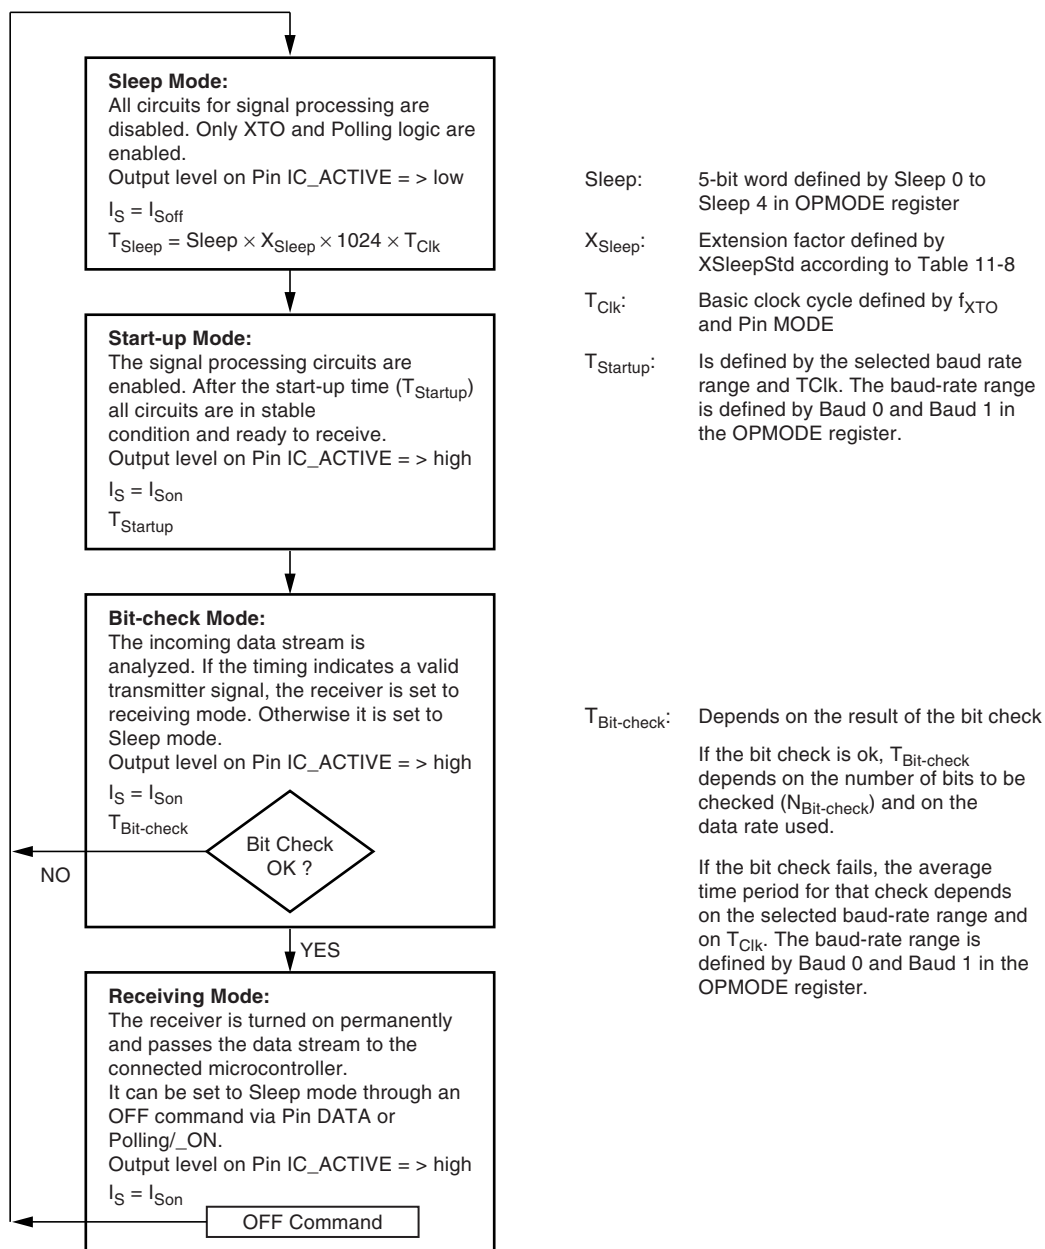 Sleep Mode:
All circuits for signal processing are
disabled. Only XTO and Polling logic are
enabled.
Output level on Pin IC_ACTIVE = > low
IS = ISoff
TSleep = Sleep × XSleep × 1024 × TClk
Start-up Mode:
The signal processing circuits are
enabled. After the start-up time (TStartup)
all circuits are in stable
condition and ready to receive.
Output level on Pin IC_ACTIVE = > high
IS = ISon
TStartup
Bit-check Mode:
The incoming data stream is
analyzed. If the timing indicates a valid
transmitter signal, the receiver is set to
receiving mode. Otherwise it is set to
Sleep mode.
Output level on Pin IC_ACTIVE = > high
IS = ISon
TBit-check
Bit Check
OK ?
NO
YES
Receiving Mode:
The receiver is turned on permanently
and passes the data stream to the
connected microcontroller.
It can be set to Sleep mode through an
OFF command via Pin DATA or
Polling/_ON.
Output level on Pin IC_ACTIVE = > high
IS = ISon
OFF Command
Sleep: 5-bit word defined by Sleep 0 to
Sleep 4 in OPMODE register
XSleep: Extension factor defined by
XSleepStd according to Table 11-8
TClk: Basic clock cycle defined by fXTO
and Pin MODE
TStartup: Is defined by the selected baud rate
range and TClk. The baud-rate range
is defined by Baud 0 and Baud 1 in
the OPMODE register.
TBit-check: Depends on the result of the bit check
If the bit check is ok, TBit-check
depends on the number of bits to be
checked (NBit-check) and on the
data rate used.
If the bit check fails, the average
time period for that check depends
on the selected baud-rate range and
on TClk. The baud-rate range is
defined by Baud 0 and Baud 1 in the
OPMODE register.